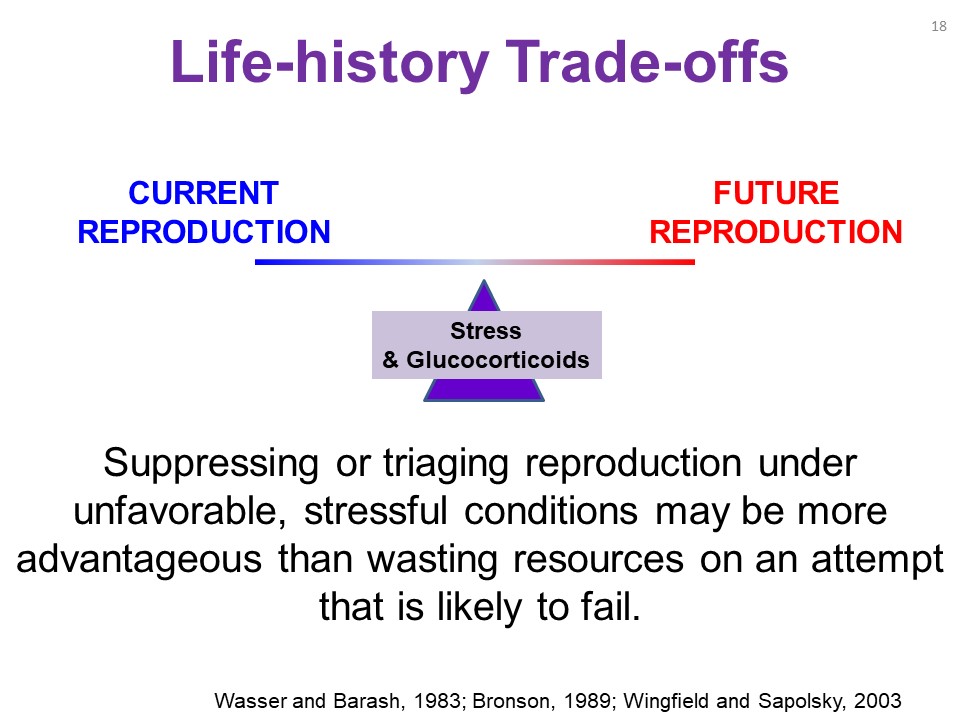 18
Life-history Trade-offs
CURRENT
REPRODUCTION
FUTURE
REPRODUCTION
Stress
& Glucocorticoids
Suppressing or triaging reproduction under
unfavorable, stressful conditions may be more
advantageous than wasting resources on an attempt
that is likely to fail.
Wasser and Barash, 1983; Bronson, 1989; Wingfield and Sapolsky, 2003